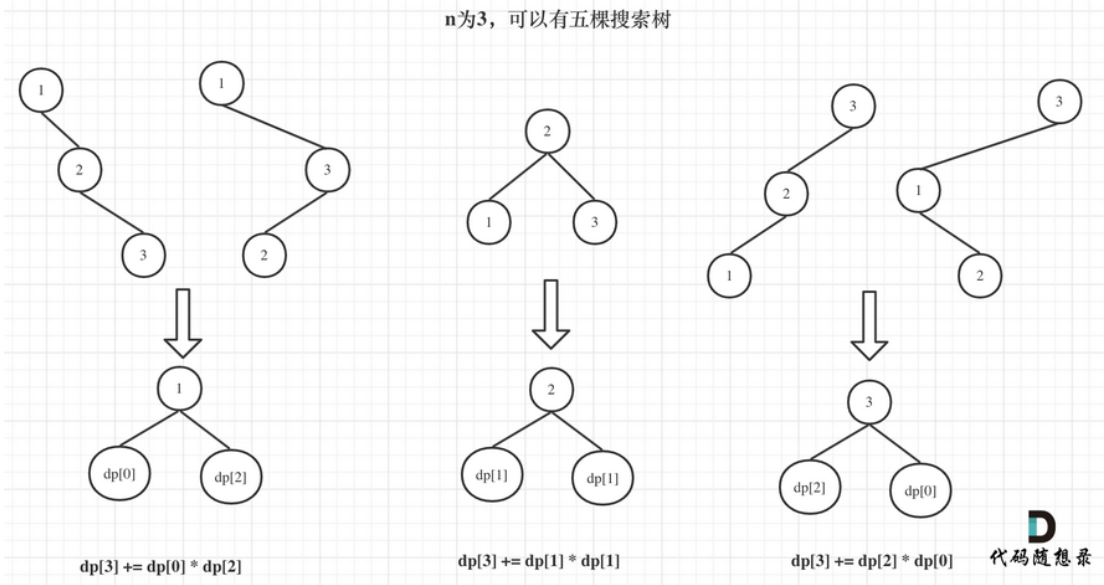 n为3，可以有五棵搜索树
1
2
3
1
3
2
2
1
3
3
2
1
3
1
2
1
dp[0]
dp[2]
dp[3] += dp[0] * dp[2]
2
dp[1]
dp[1]
dp[3] += dp[1] * dp[1]
3
dp[2]
dp[0]
dp[3] += dp[2] * dp[0]
代码随想录